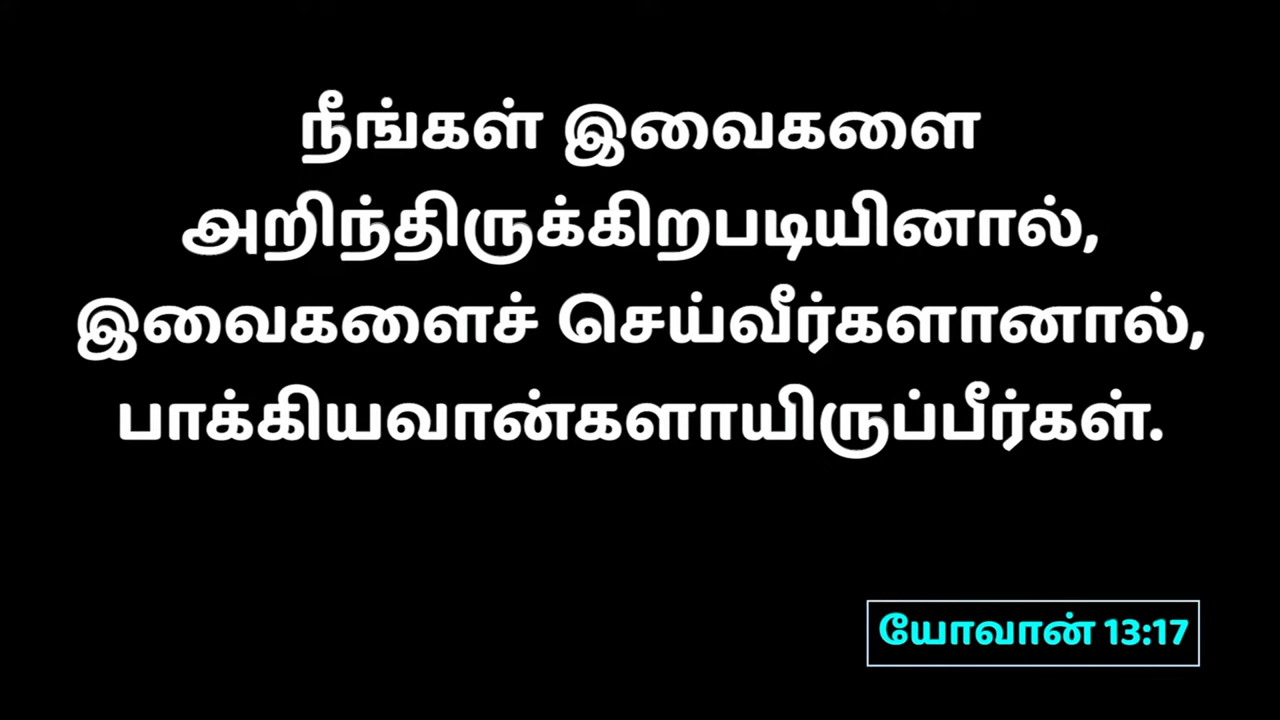 நீங்கள் இவைகளை
அறிந்திருக்கிறபடியினால்,
இவைகளைச் செய்வீர்களானால்,
பாக்கியவான்களாயிருப்பீர்கள்.
யோவான் 13:17